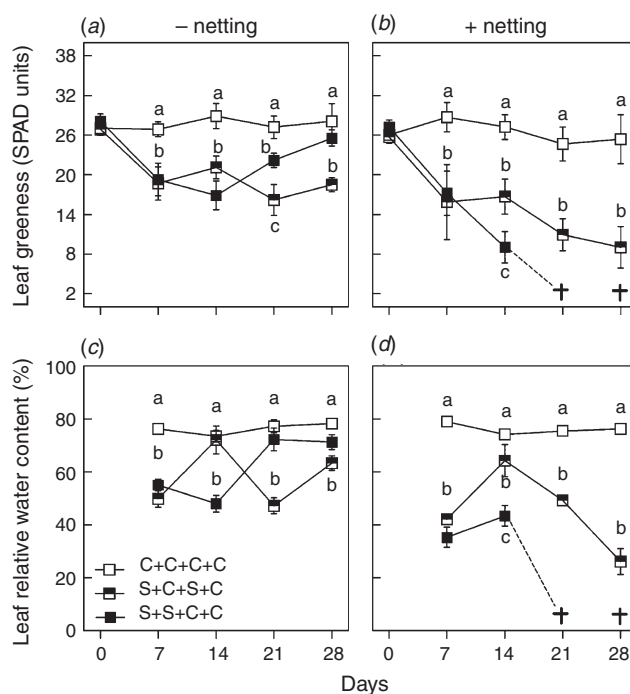 – netting
+ netting
(a)
(b)
Leaf greeness (SPAD units)
38
32
26
20
14
8
2
a
a
a
a
b
b
b
c
b
a
a
a
a
b
b
c
b
b
(c)
(d)
Leaf relative water content (%)
100
80
60
40
20
0
a
a
a
a
b
b
b
b
a
a
a
a
b
b
c
b
b
C+C+C+C
S+C+S+C
S+S+C+C
0
7
14
21
28
0
7
14
21
28
Days